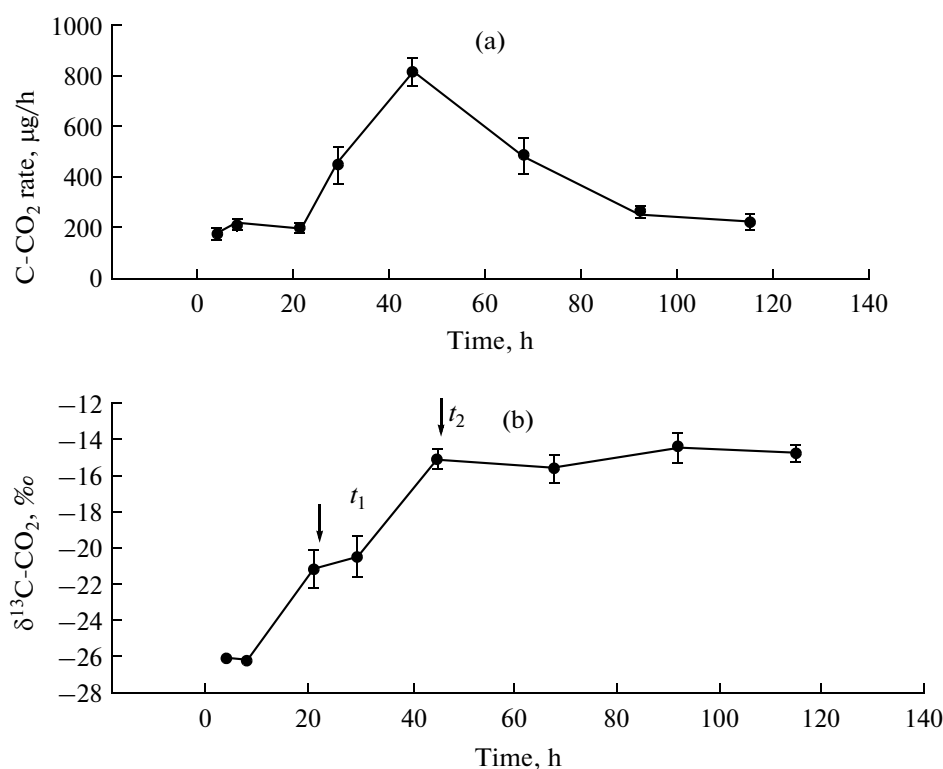 (a)
C-CO₂ rate, μg/h
1000
800
600
400
200
0
0 20 40 60 80 100 120 140
Time, h
(b)
δ¹³C-CO₂, ‰
t₂
t₁
−12
−14
−16
−18
−20
−22
−24
−26
−28
0 20 40 60 80 100 120 140
Time, h